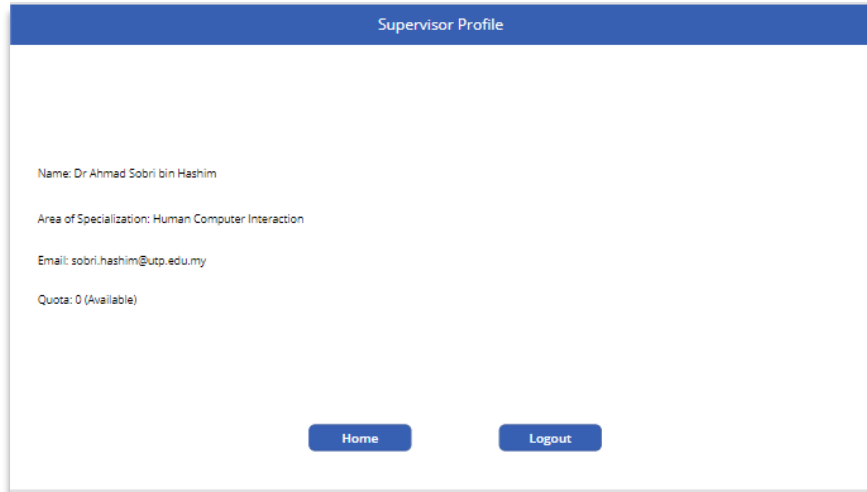 Supervisor Profile
Name: Dr Ahmad Sobri bin Hashim
Area of Specialization: Human Computer Interaction
Email: sobri.hashim@utp.edu.my
Quota: 0 (Available)
Home
Logout